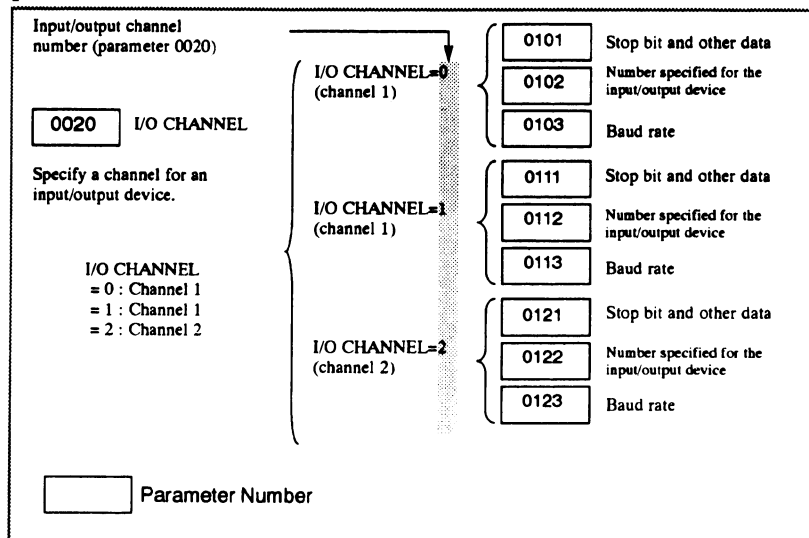 Input/output channel
number (parameter 0020)
0020 I/O CHANNEL
Specify a channel for an
input/output device.
I/O CHANNEL
= 0 : Channel 1
= 1 : Channel 1
= 2 : Channel 2
I/O CHANNEL=0
(channel 1)
0101 Stop bit and other data
0102 Number specified for the
input/output device
0103 Baud rate
I/O CHANNEL=1
(channel 1)
0111 Stop bit and other data
0112 Number specified for the
input/output device
0113 Baud rate
I/O CHANNEL=2
(channel 2)
0121 Stop bit and other data
0122 Number specified for the
input/output device
0123 Baud rate
Parameter Number